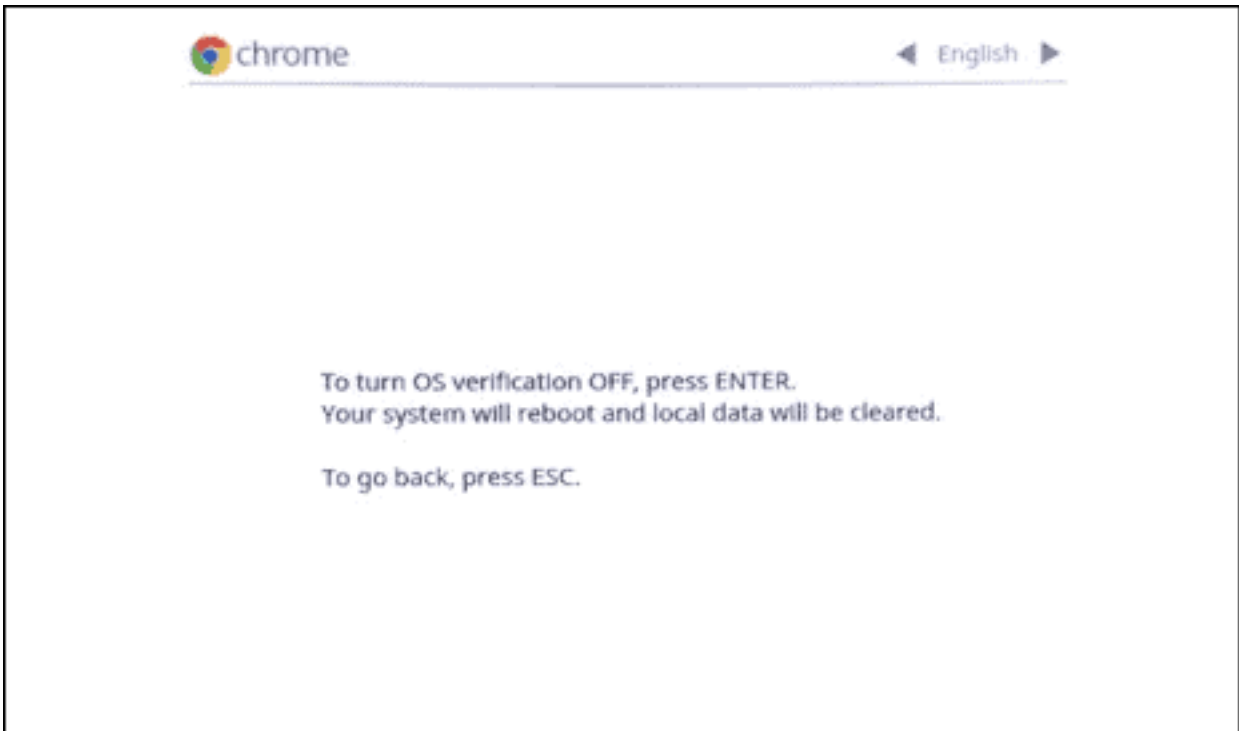 chrome
English
To turn OS verification OFF, press ENTER.
Your system will reboot and local data will be cleared.
To go back, press ESC.